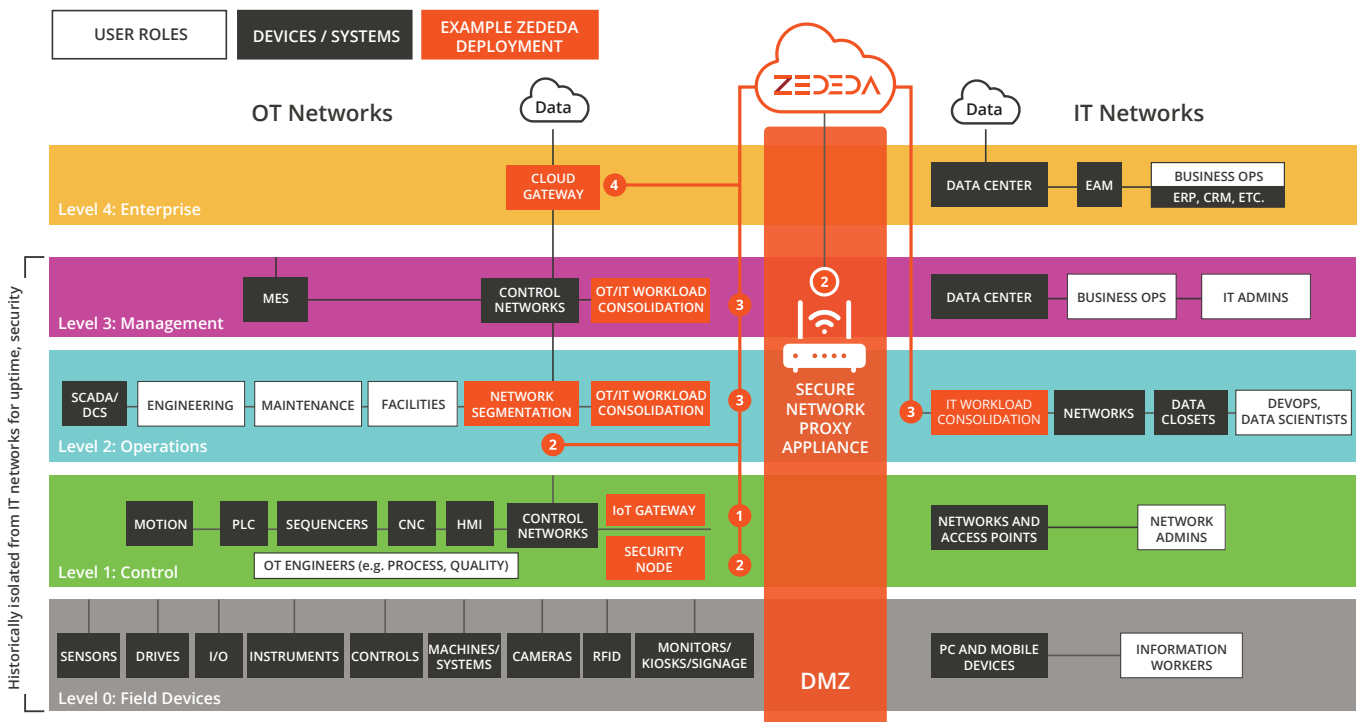 USER ROLES
DEVICES / SYSTEMS
EXAMPLE ZEDEDA
DEPLOYMENT
ZEDEDA
OT Networks
Data
Data
IT Networks
CLOUD
GATEWAY
4
DATA CENTER
EAM
BUSINESS OPS
ERP, CRM, ETC.
Level 4: Enterprise
Historically isolated from IT networks for uptime, security
MES
CONTROL
NETWORKS
OT/IT WORKLOAD
CONSOLIDATION
3
2
DATA CENTER
BUSINESS OPS
IT ADMINS
Level 3: Management
SCADA/
DCS
ENGINEERING
MAINTENANCE
FACILITIES
NETWORK
SEGMENTATION
OT/IT WORKLOAD
CONSOLIDATION
3
2
SECURE
NETWORK
PROXY
APPLIANCE
3
IT WORKLOAD
CONSOLIDATION
NETWORKS
DATA
CLOSETS
DEVOPS,
DATA SCIENTISTS
Level 2: Operations
MOTION
PLC
SEQUENCERS
CNC
HMI
CONTROL
NETWORKS
IoT GATEWAY
1
SECURITY
NODE
2
OT ENGINEERS (e.g. PROCESS, QUALITY)
NETWORKS AND
ACCESS POINTS
NETWORK
ADMINS
Level 1: Control
SENSORS
DRIVES
I/O
INSTRUMENTS
CONTROLS
MACHINES/
SYSTEMS
CAMERAS
RFID
MONITORS/
KIOSKS/SIGNAGE
DMZ
PC AND MOBILE
DEVICES
INFORMATION
WORKERS
Level 0: Field Devices